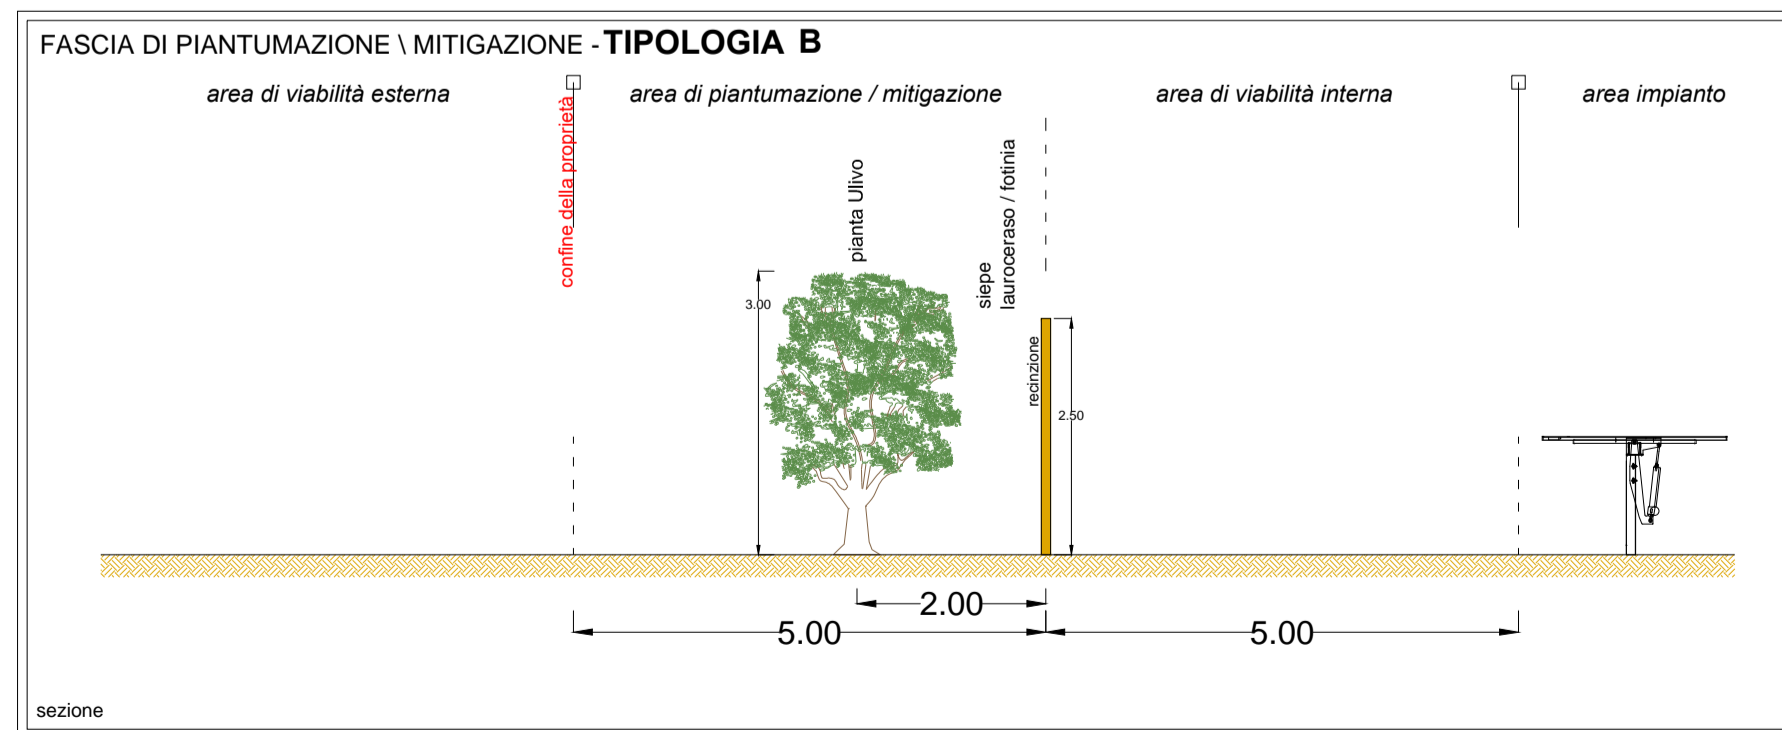 FASCIA DI PIANTUMAZIONE \ MITIGAZIONE - TIPOLOGIA B
area di viabilità esterna
area di piantumazione / mitigazione
area di viabilità interna
area impianto
confine della proprietà
pianta Ulivo
siepe
lauroceraso / fotinia
3.00
recinzione
2.50
2.00
5.00
5.00
sezione